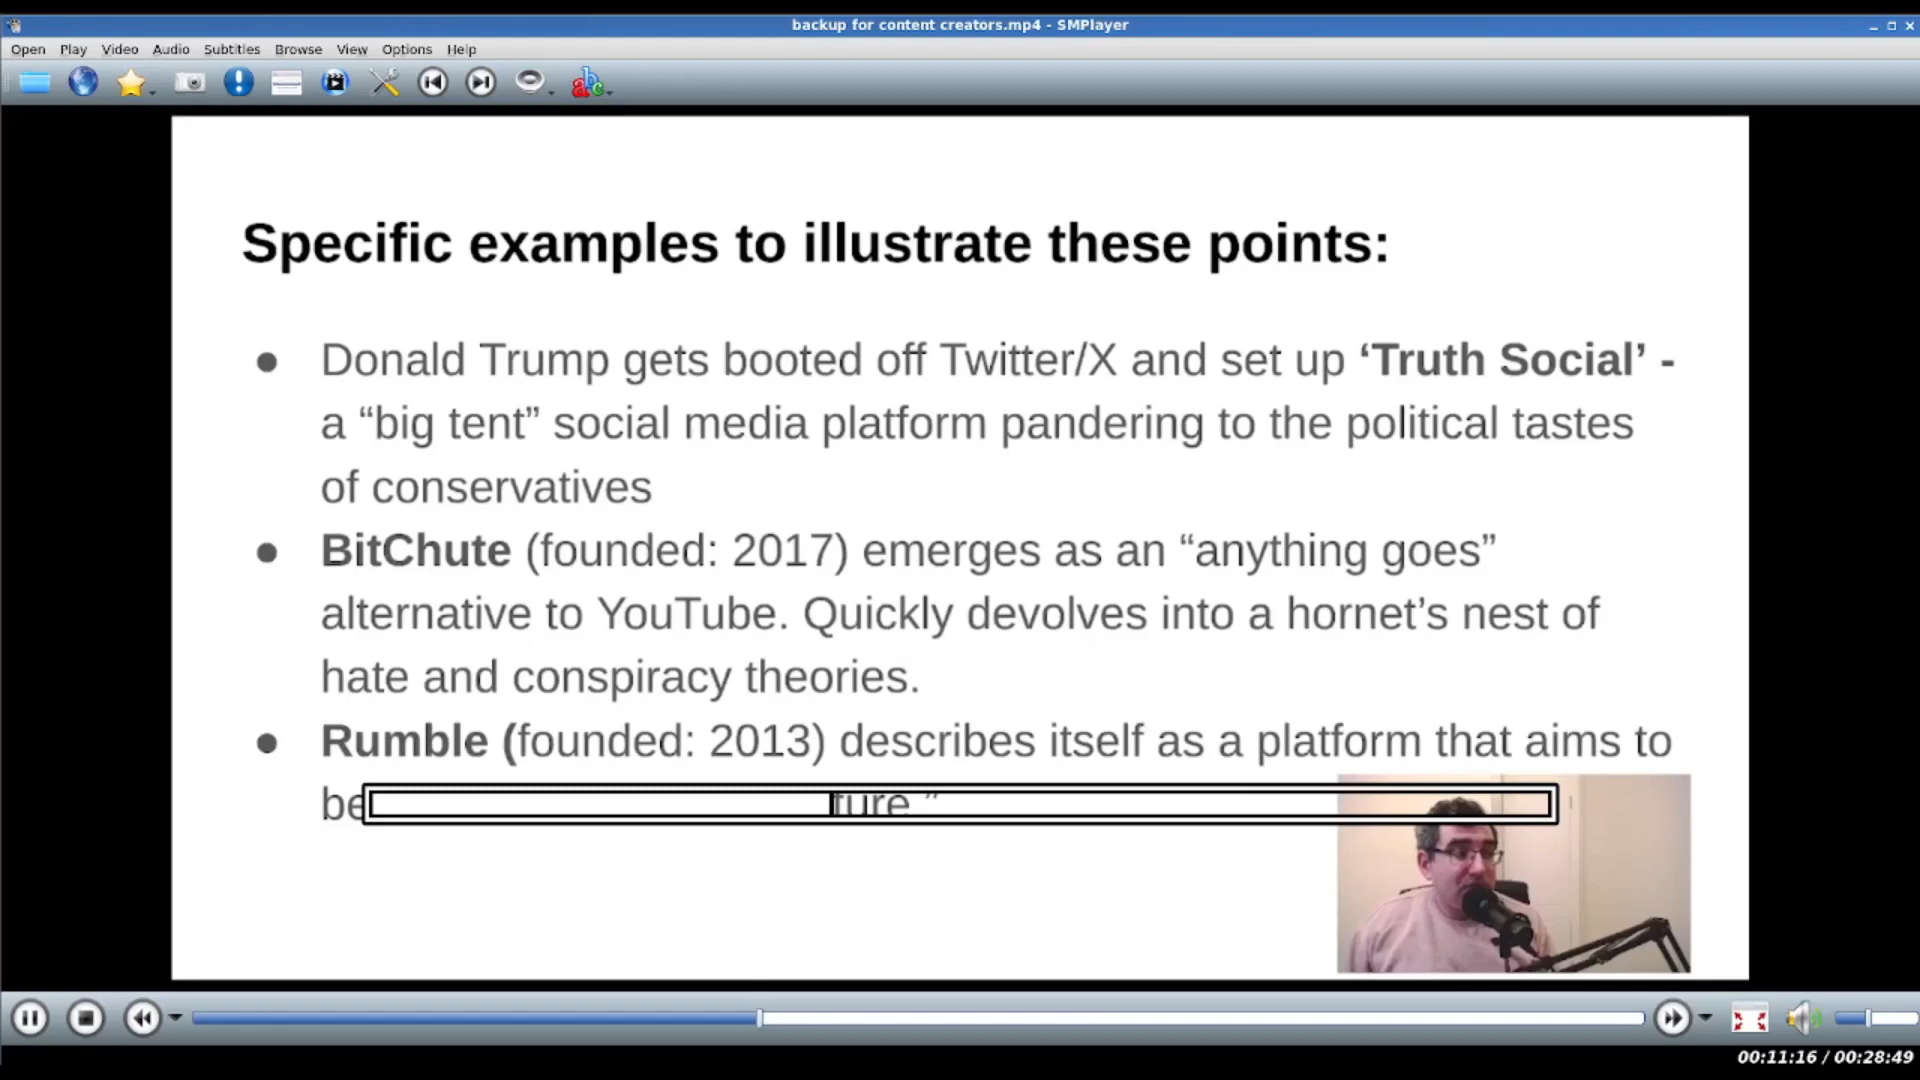 backup for content creators.mp4 - SMPlayer
Open Play Video Audio Subtitles Browse View Options Help
Specific examples to illustrate these points:
● Donald Trump gets booted off Twitter/X and set up ‘Truth Social’ -
a “big tent” social media platform pandering to the political tastes
of conservatives
● BitChute (founded: 2017) emerges as an “anything goes”
alternative to YouTube. Quickly devolves into a hornet’s nest of
hate and conspiracy theories.
● Rumble (founded: 2013) describes itself as a platform that aims to
be
00:11:16 / 00:28:49